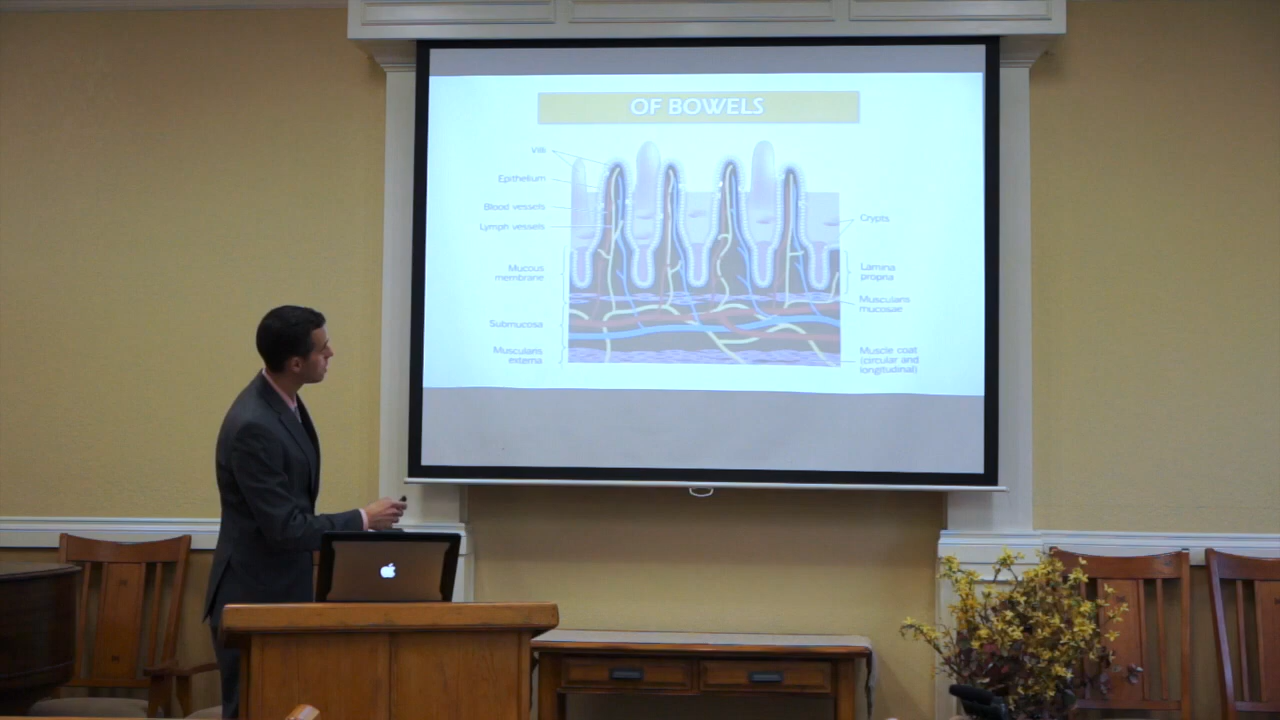 OF BOWELS
Villi
Epithelium
Blood vessels
Lymph vessels
Mucous
membrane
Submucosa
Muscularis
externa
Crypts
Lamina
propria
Muscularis
mucosae
Muscle coat
(circular and
longitudinal)